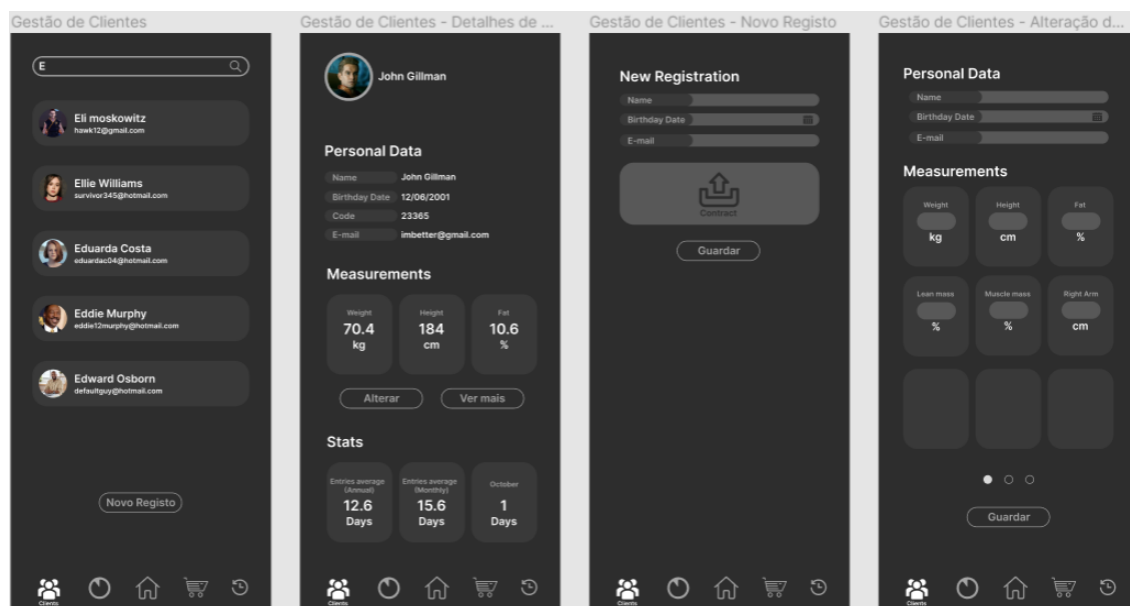 Gestão de Clientes
E
Eli moskowitz
hawk12@gmail.com
Ellie Williams
survivor345@hotmail.com
Eduarda Costa
eduardac04@hotmail.com
Eddie Murphy
eddie12murphy@hotmail.com
Edward Osborn
defaultguy@hotmail.com
Novo Registo
Clients
Gestão de Clientes - Detalhes de ...
John Gillman
Personal Data
Name John Gillman
Birthday Date 12/06/2001
Code 23365
E-mail imbetter@gmail.com
Measurements
Weight Height Fat
70.4 184 10.6
kg cm %
Alterar Ver mais
Stats
Entries average (Annual) Entries average (Monthly) October
12.6 15.6 1
Days Days Days
Clients
Gestão de Clientes - Novo Registo
New Registration
Name
Birthday Date
E-mail
Contract
Guardar
Clients
Gestão de Clientes - Alteração d...
Personal Data
Name
Birthday Date
E-mail
Measurements
Weight Height Fat
kg cm %
Lean mass Muscle mass Right Arm
% % cm
Guardar
Clients